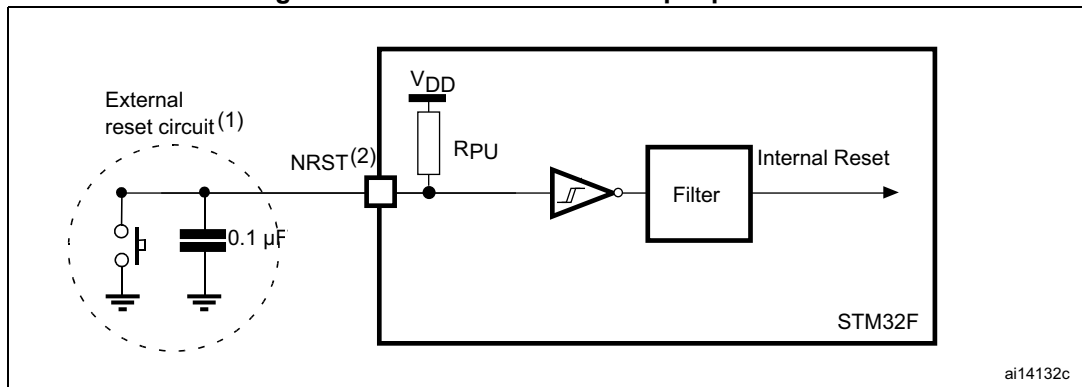 External
reset circuit(1)
NRST(2)
VDD
RPU
0.1 µF
Filter
Internal Reset
STM32F
ai14132c